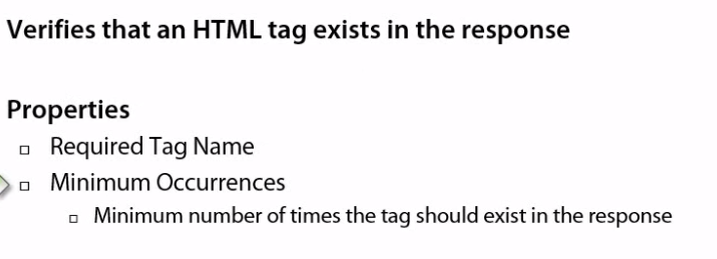 Verifies that an HTML tag exists in the response
Properties
Required Tag Name
Minimum Occurrences
Minimum number of times the tag should exist in the response